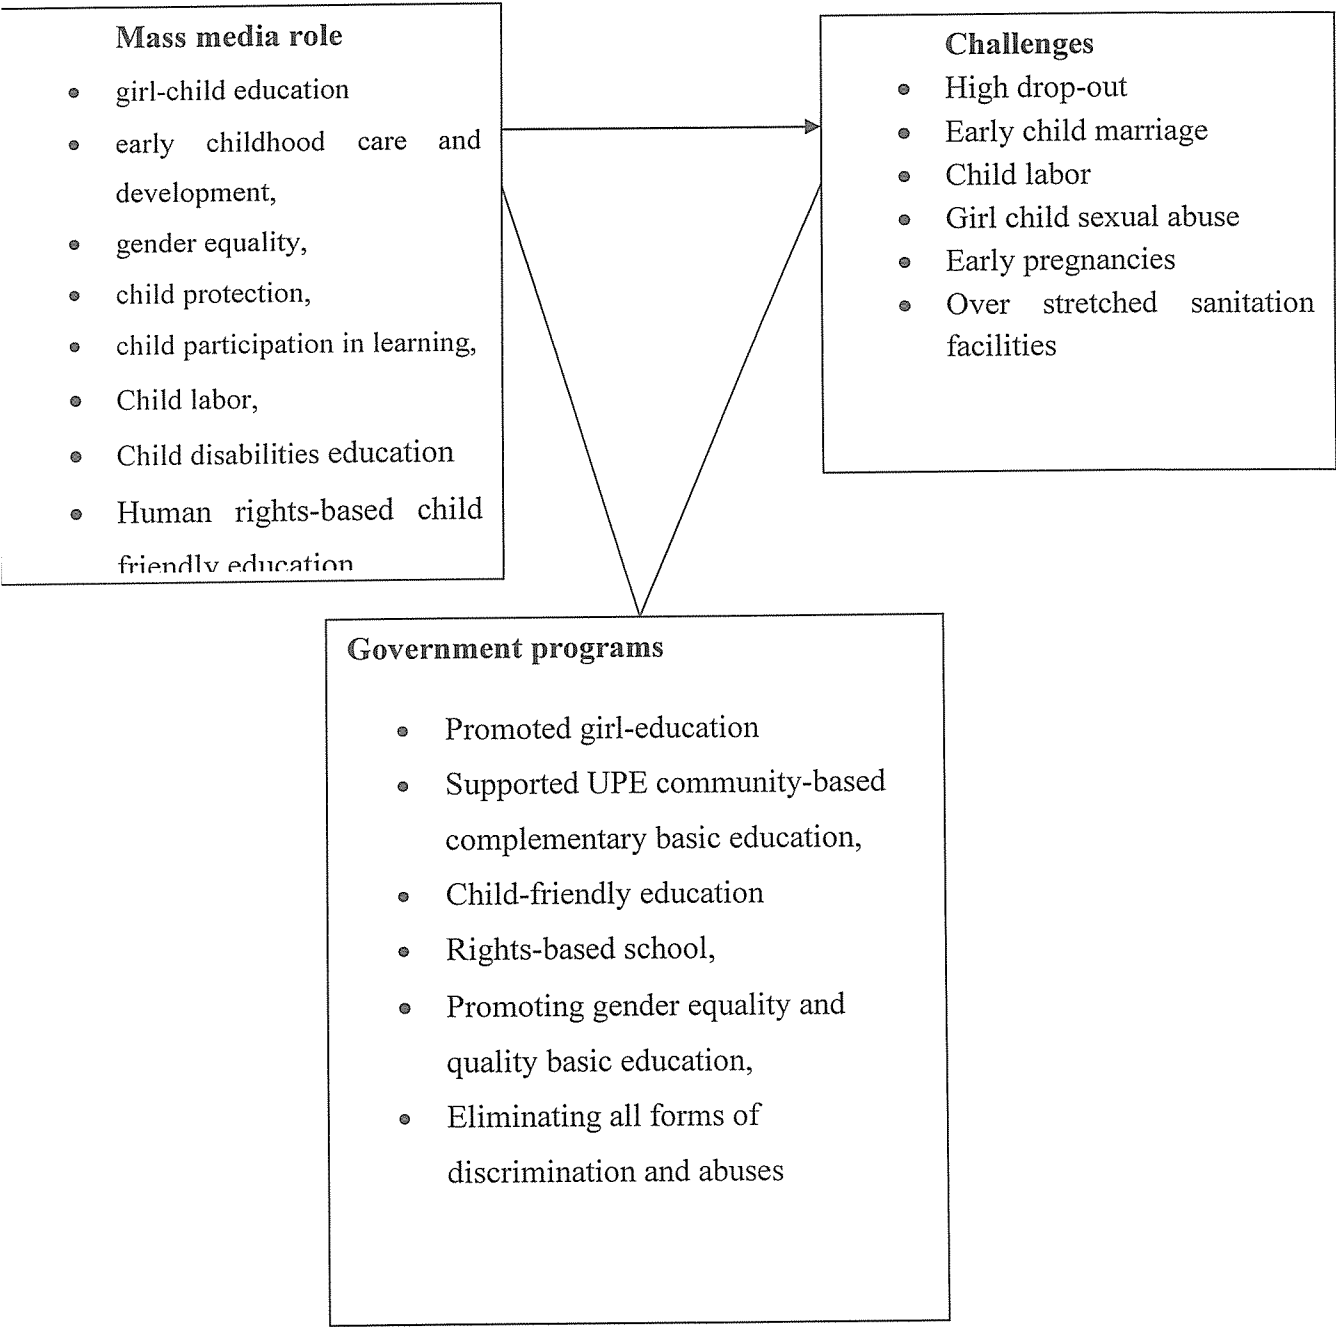 Mass media role
girl-child education
early childhood care and
development,
gender equality,
child protection,
child participation in learning,
Child labor,
Child disabilities education
Human rights-based child
friendly education
Challenges
High drop-out
Early child marriage
Child labor
Girl child sexual abuse
Early pregnancies
Over stretched sanitation
facilities
Government programs
Promoted girl-education
Supported UPE community-based
complementary basic education,
Child-friendly education
Rights-based school,
Promoting gender equality and
quality basic education,
Eliminating all forms of
discrimination and abuses